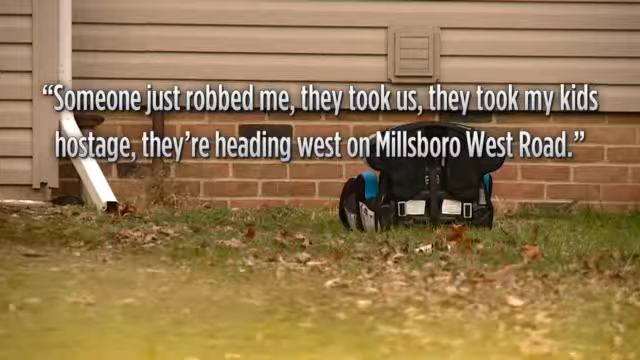 “Someone just robbed me, they took us, they took my kids
hostage, they’re heading west on Millsboro West Road.”